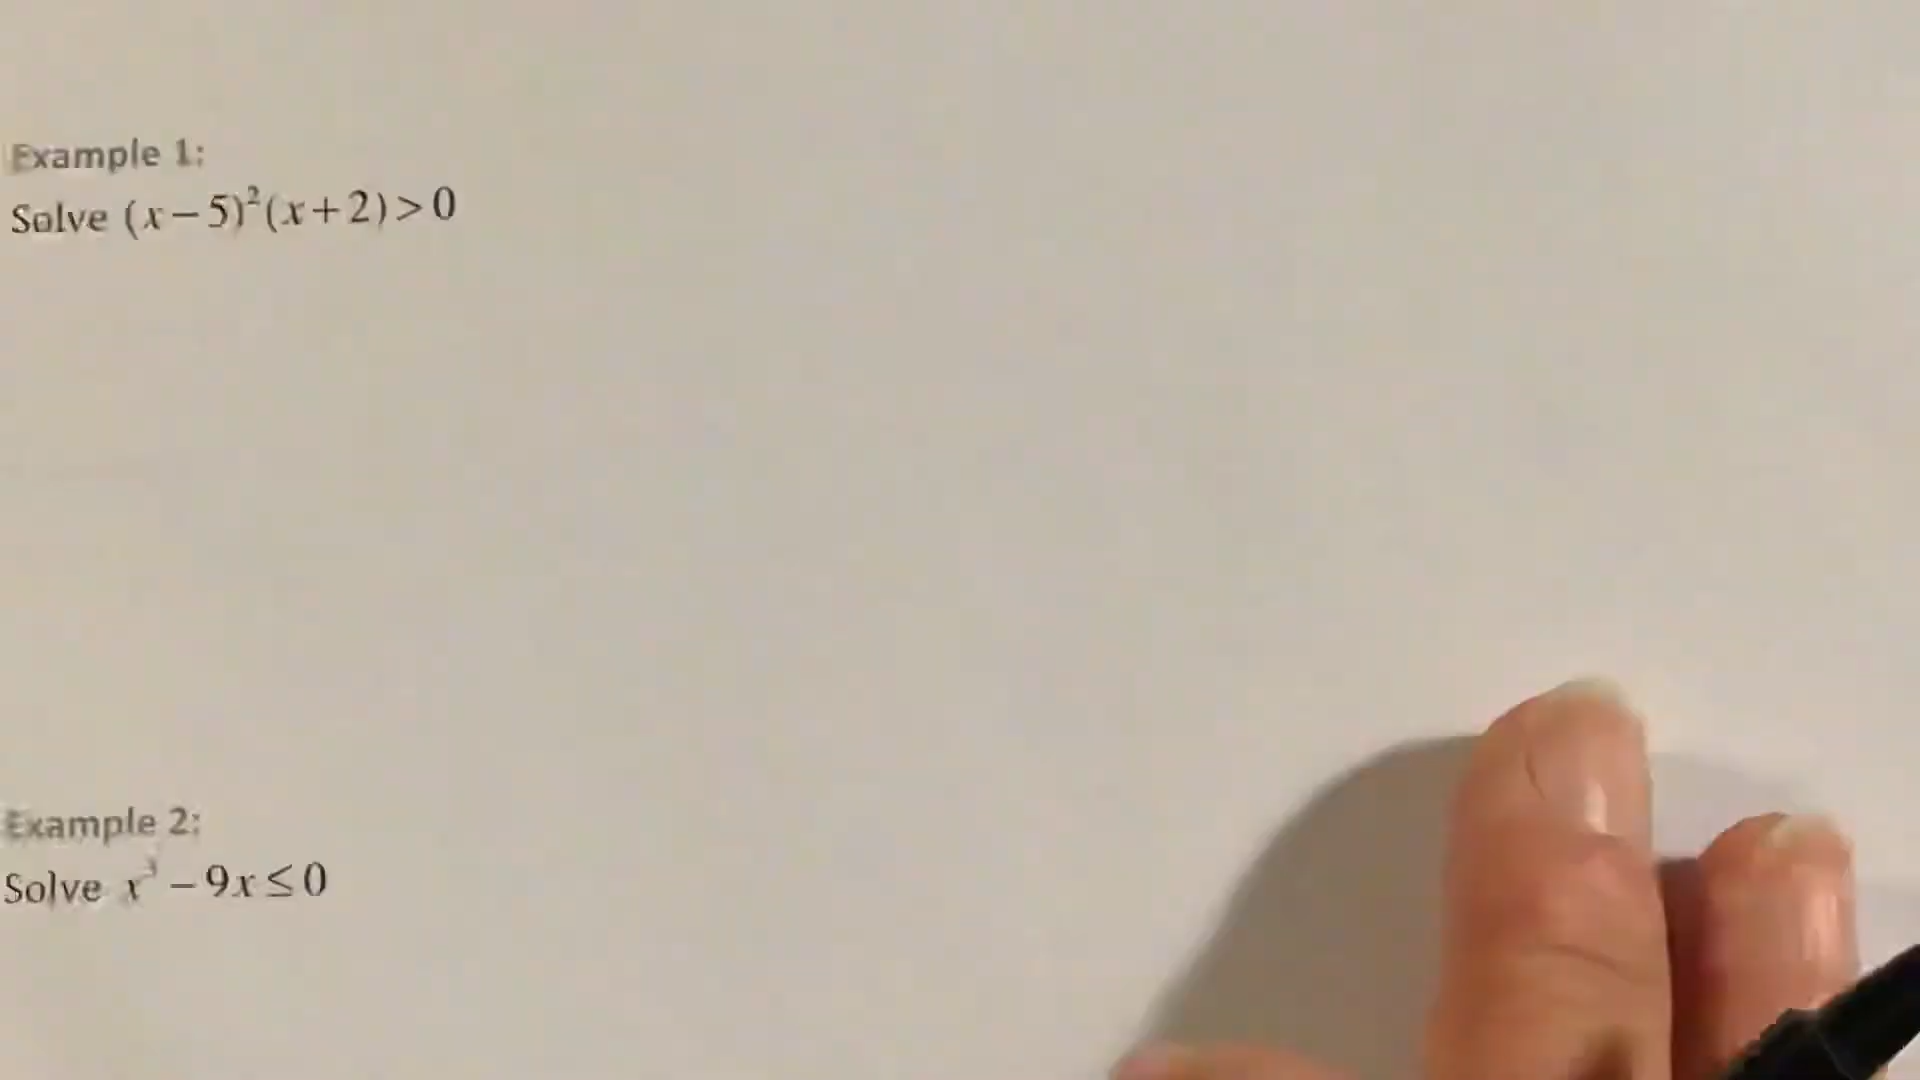 Example 1:
Solve (x−5)²(x+2)>0
Example 2:
Solve x³−9x≤0